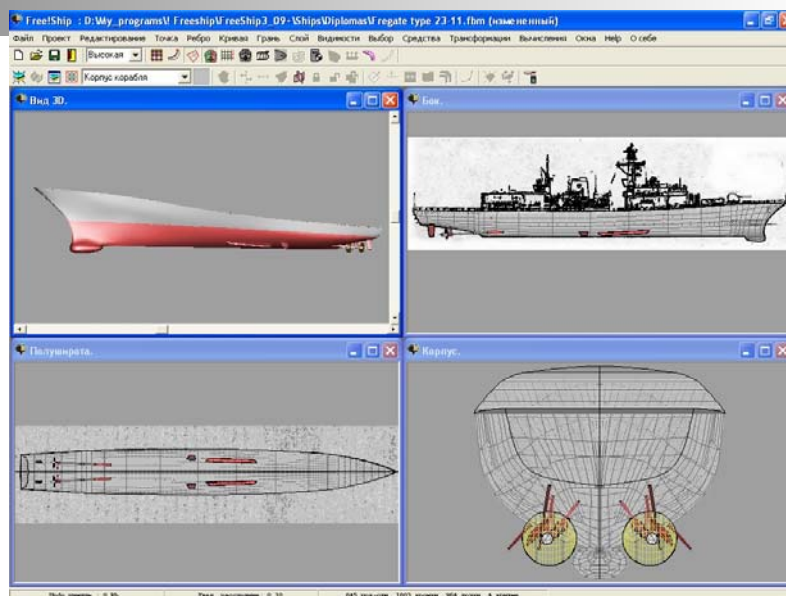 Free!Ship : D:\My_programs\! Freeship\FreeShip3_09+\Ships\Diplomas\Fregate type 23-11.fbm (измененный)
Файл Проект Редактирование Точка Ребро Кривая Грань Слой Видимости Выбор Средства Трансформации Вычисления Окна Help О себе
Высокая
Корпус корабля
Вид 3D.
Бок.
Полуширота.
Корпус.